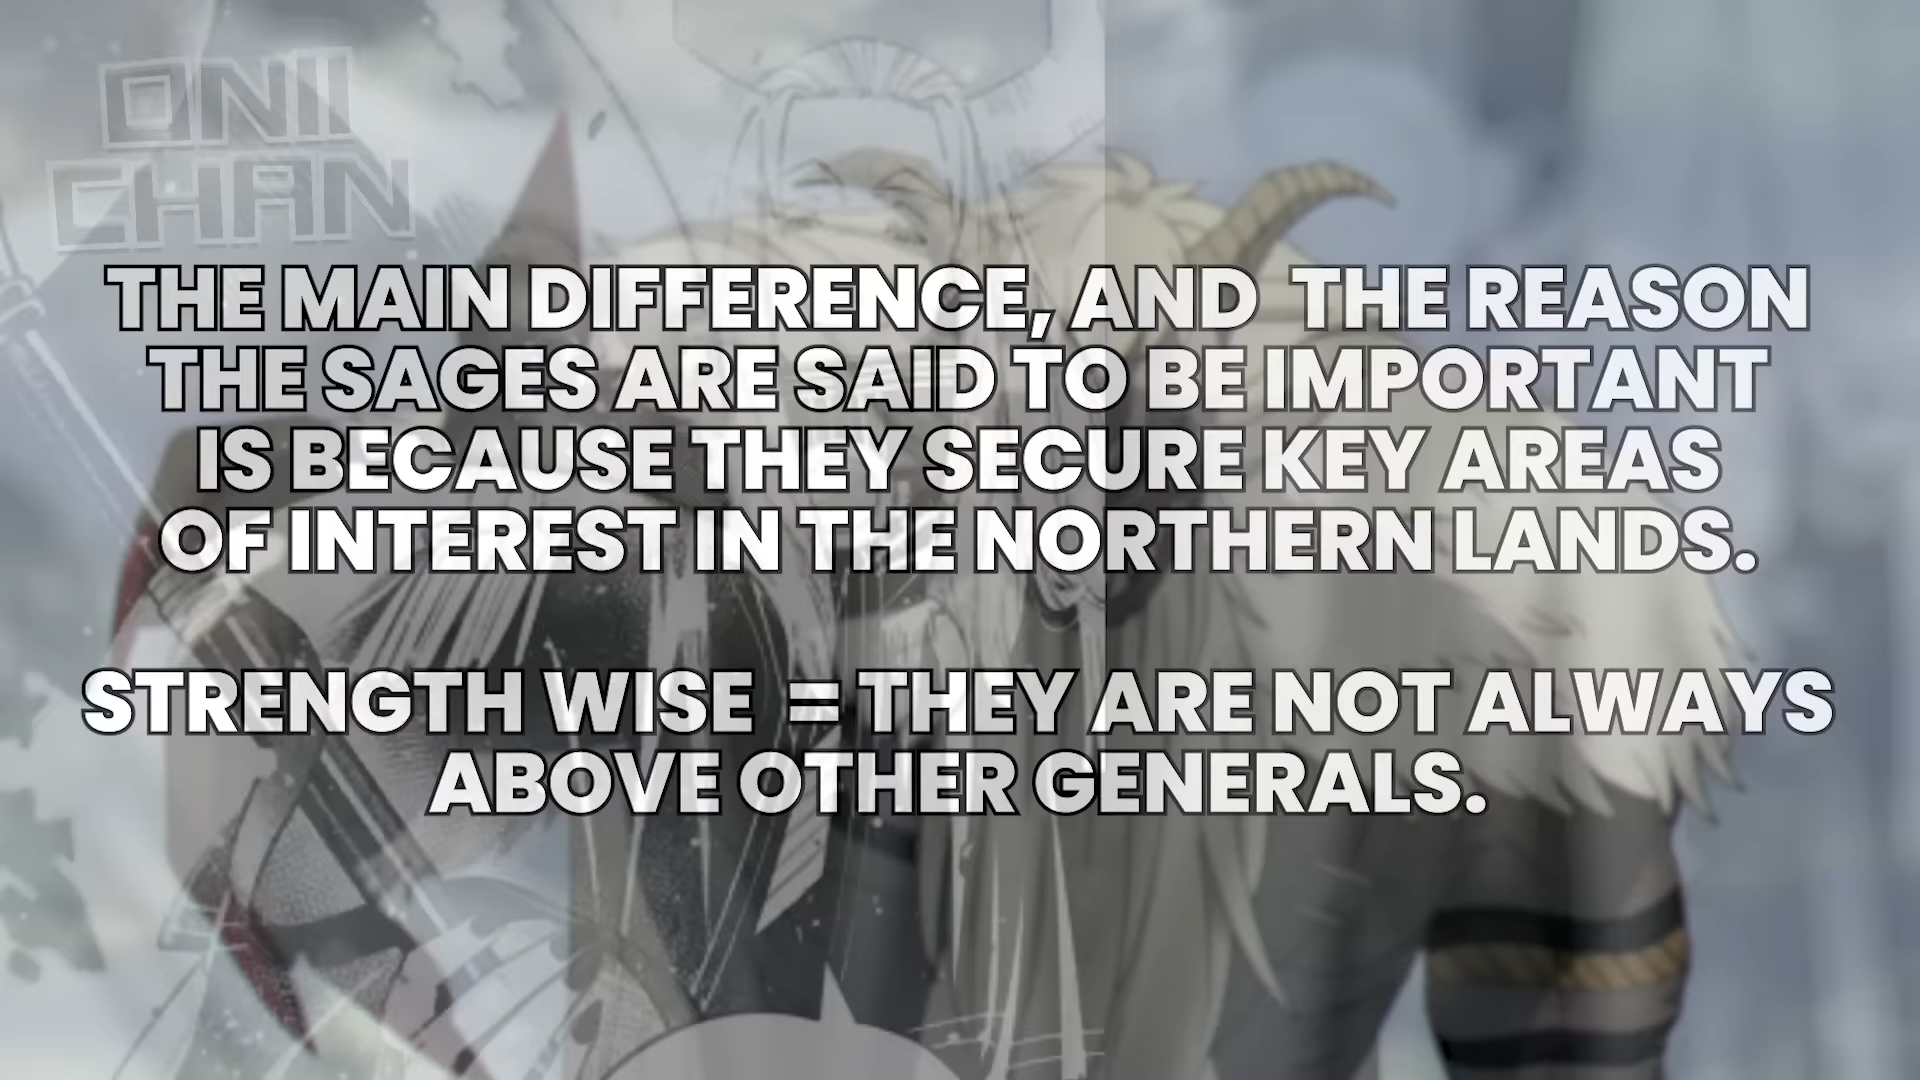 ONII
CHAN
THE MAIN DIFFERENCE, AND THE REASON
THE SAGES ARE SAID TO BE IMPORTANT
IS BECAUSE THEY SECURE KEY AREAS
OF INTEREST IN THE NORTHERN LANDS.
STRENGTH WISE = THEY ARE NOT ALWAYS
ABOVE OTHER GENERALS.